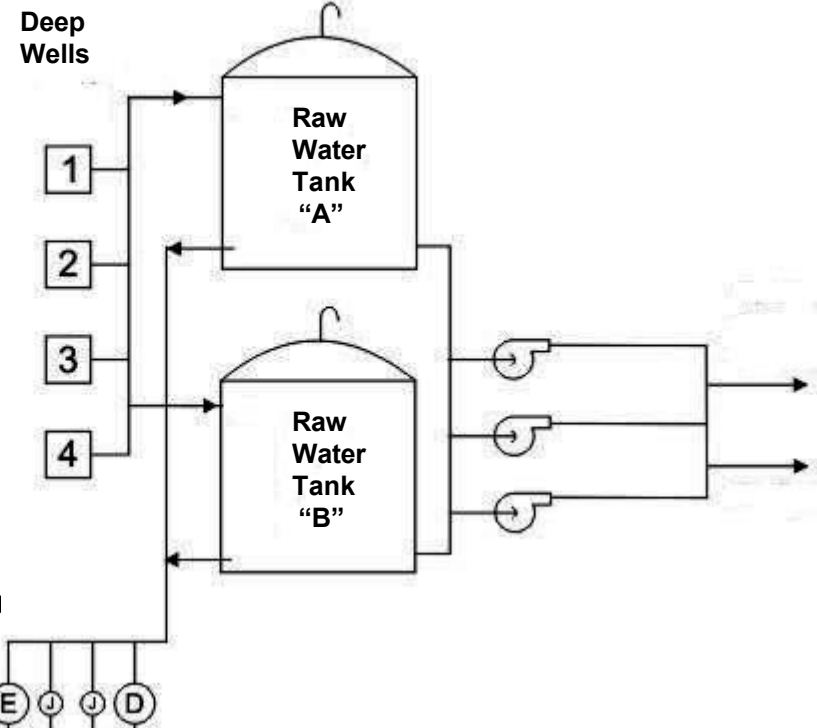 Deep
Wells
Raw
Water
Tank
“A”
1
2
3
4
Raw
Water
Tank
“B”
E J J D